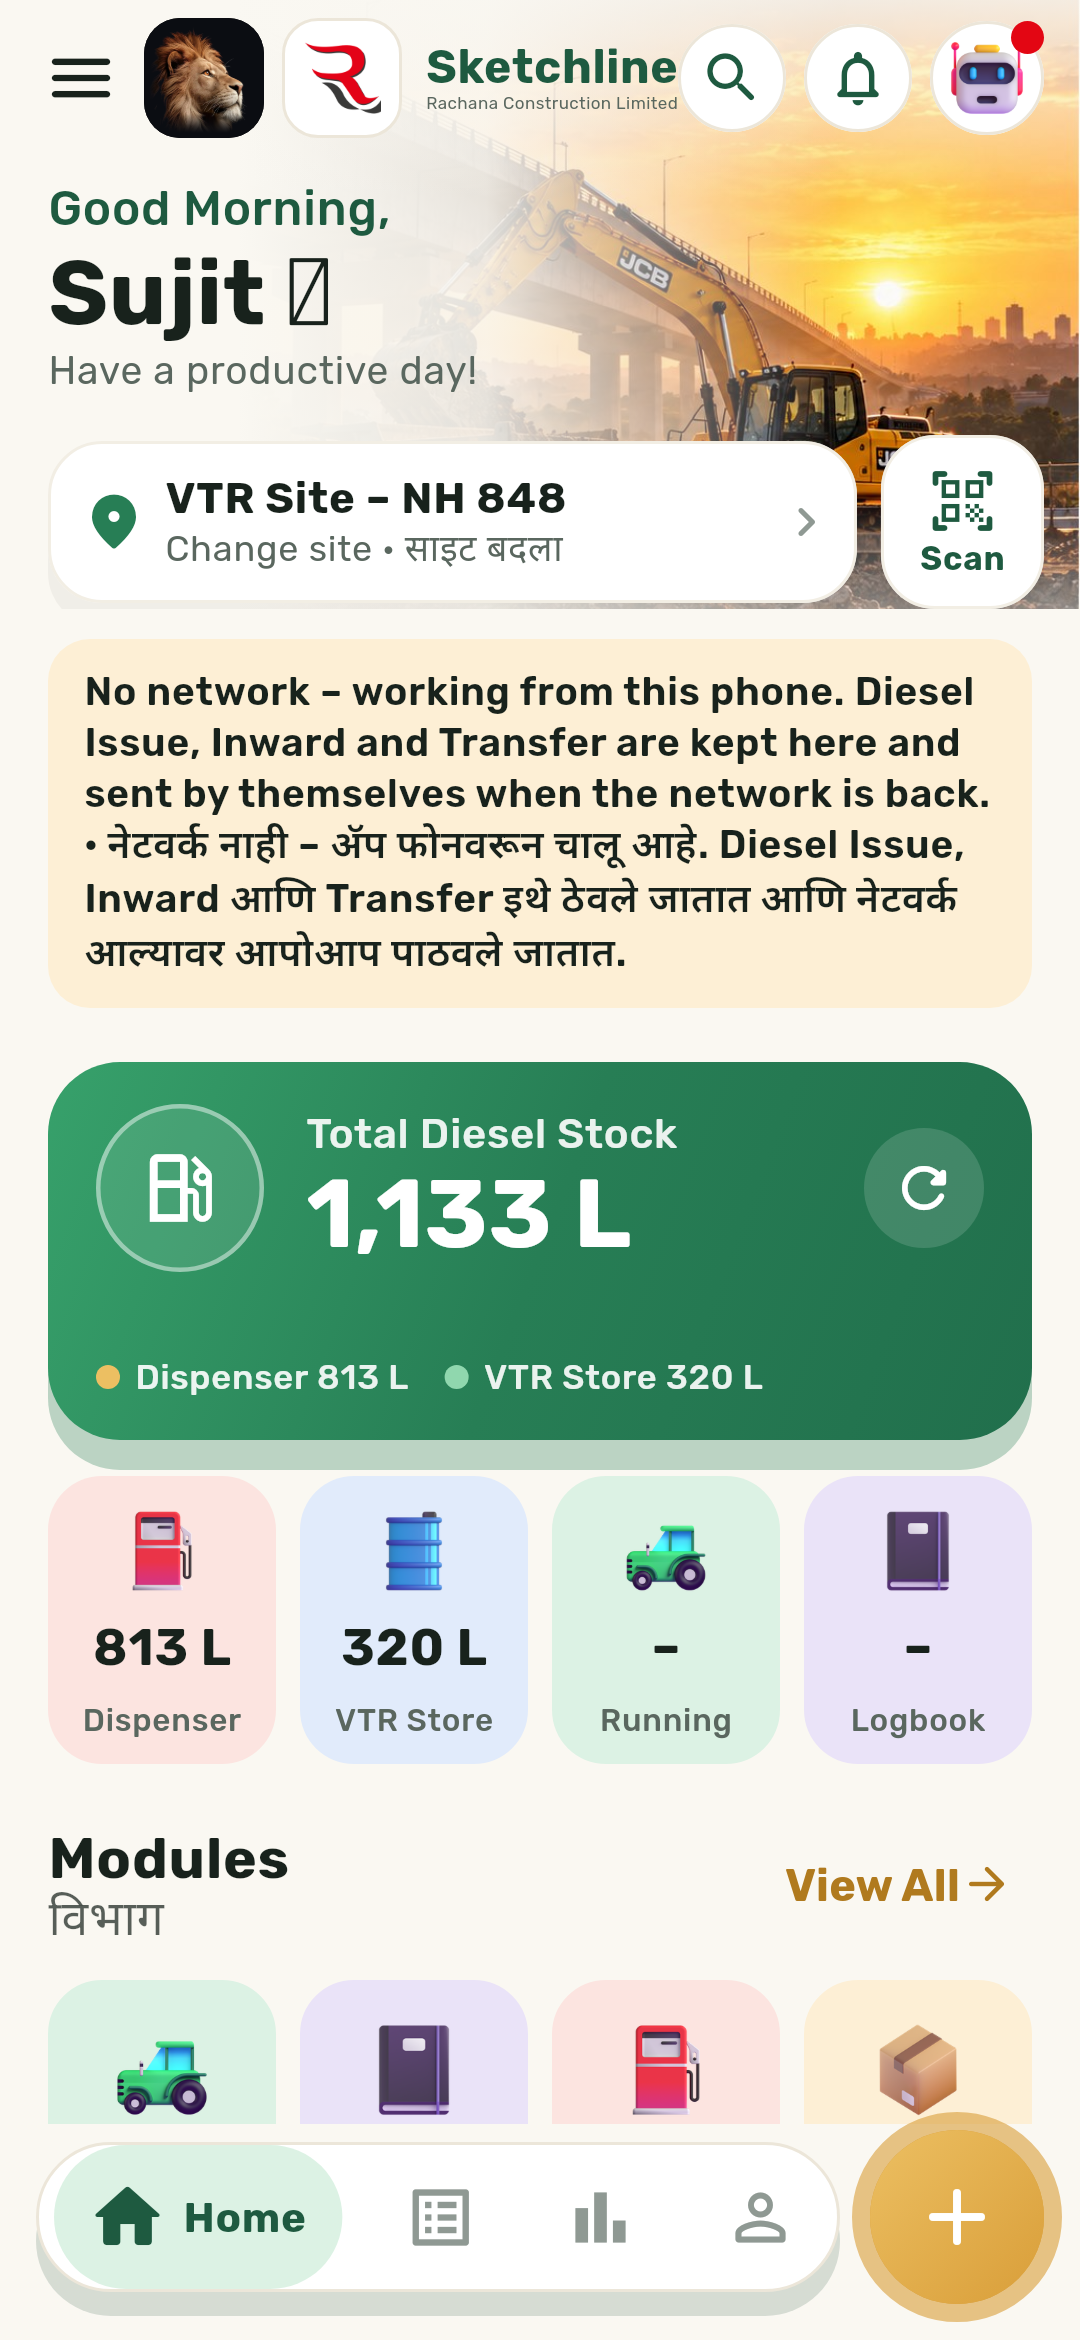 Sketchline
Rachana Construction Limited
Good Morning,
Sujit
Have a productive day!
JCB
VTR Site – NH 848
Change site • साइट बदला
Scan
No network – working from this phone. Diesel
Issue, Inward and Transfer are kept here and
sent by themselves when the network is back.
• नेटवर्क नाही – ॲप फोनवरून चालू आहे. Diesel Issue,
Inward आणि Transfer इथे ठेवले जातात आणि नेटवर्क
आल्यावर आपोआप पाठवले जातात.
Total Diesel Stock
1,133 L
Dispenser 813 L
VTR Store 320 L
813 L
320 L
–
–
Dispenser
VTR Store
Running
Logbook
Modules
विभाग
View All
Home